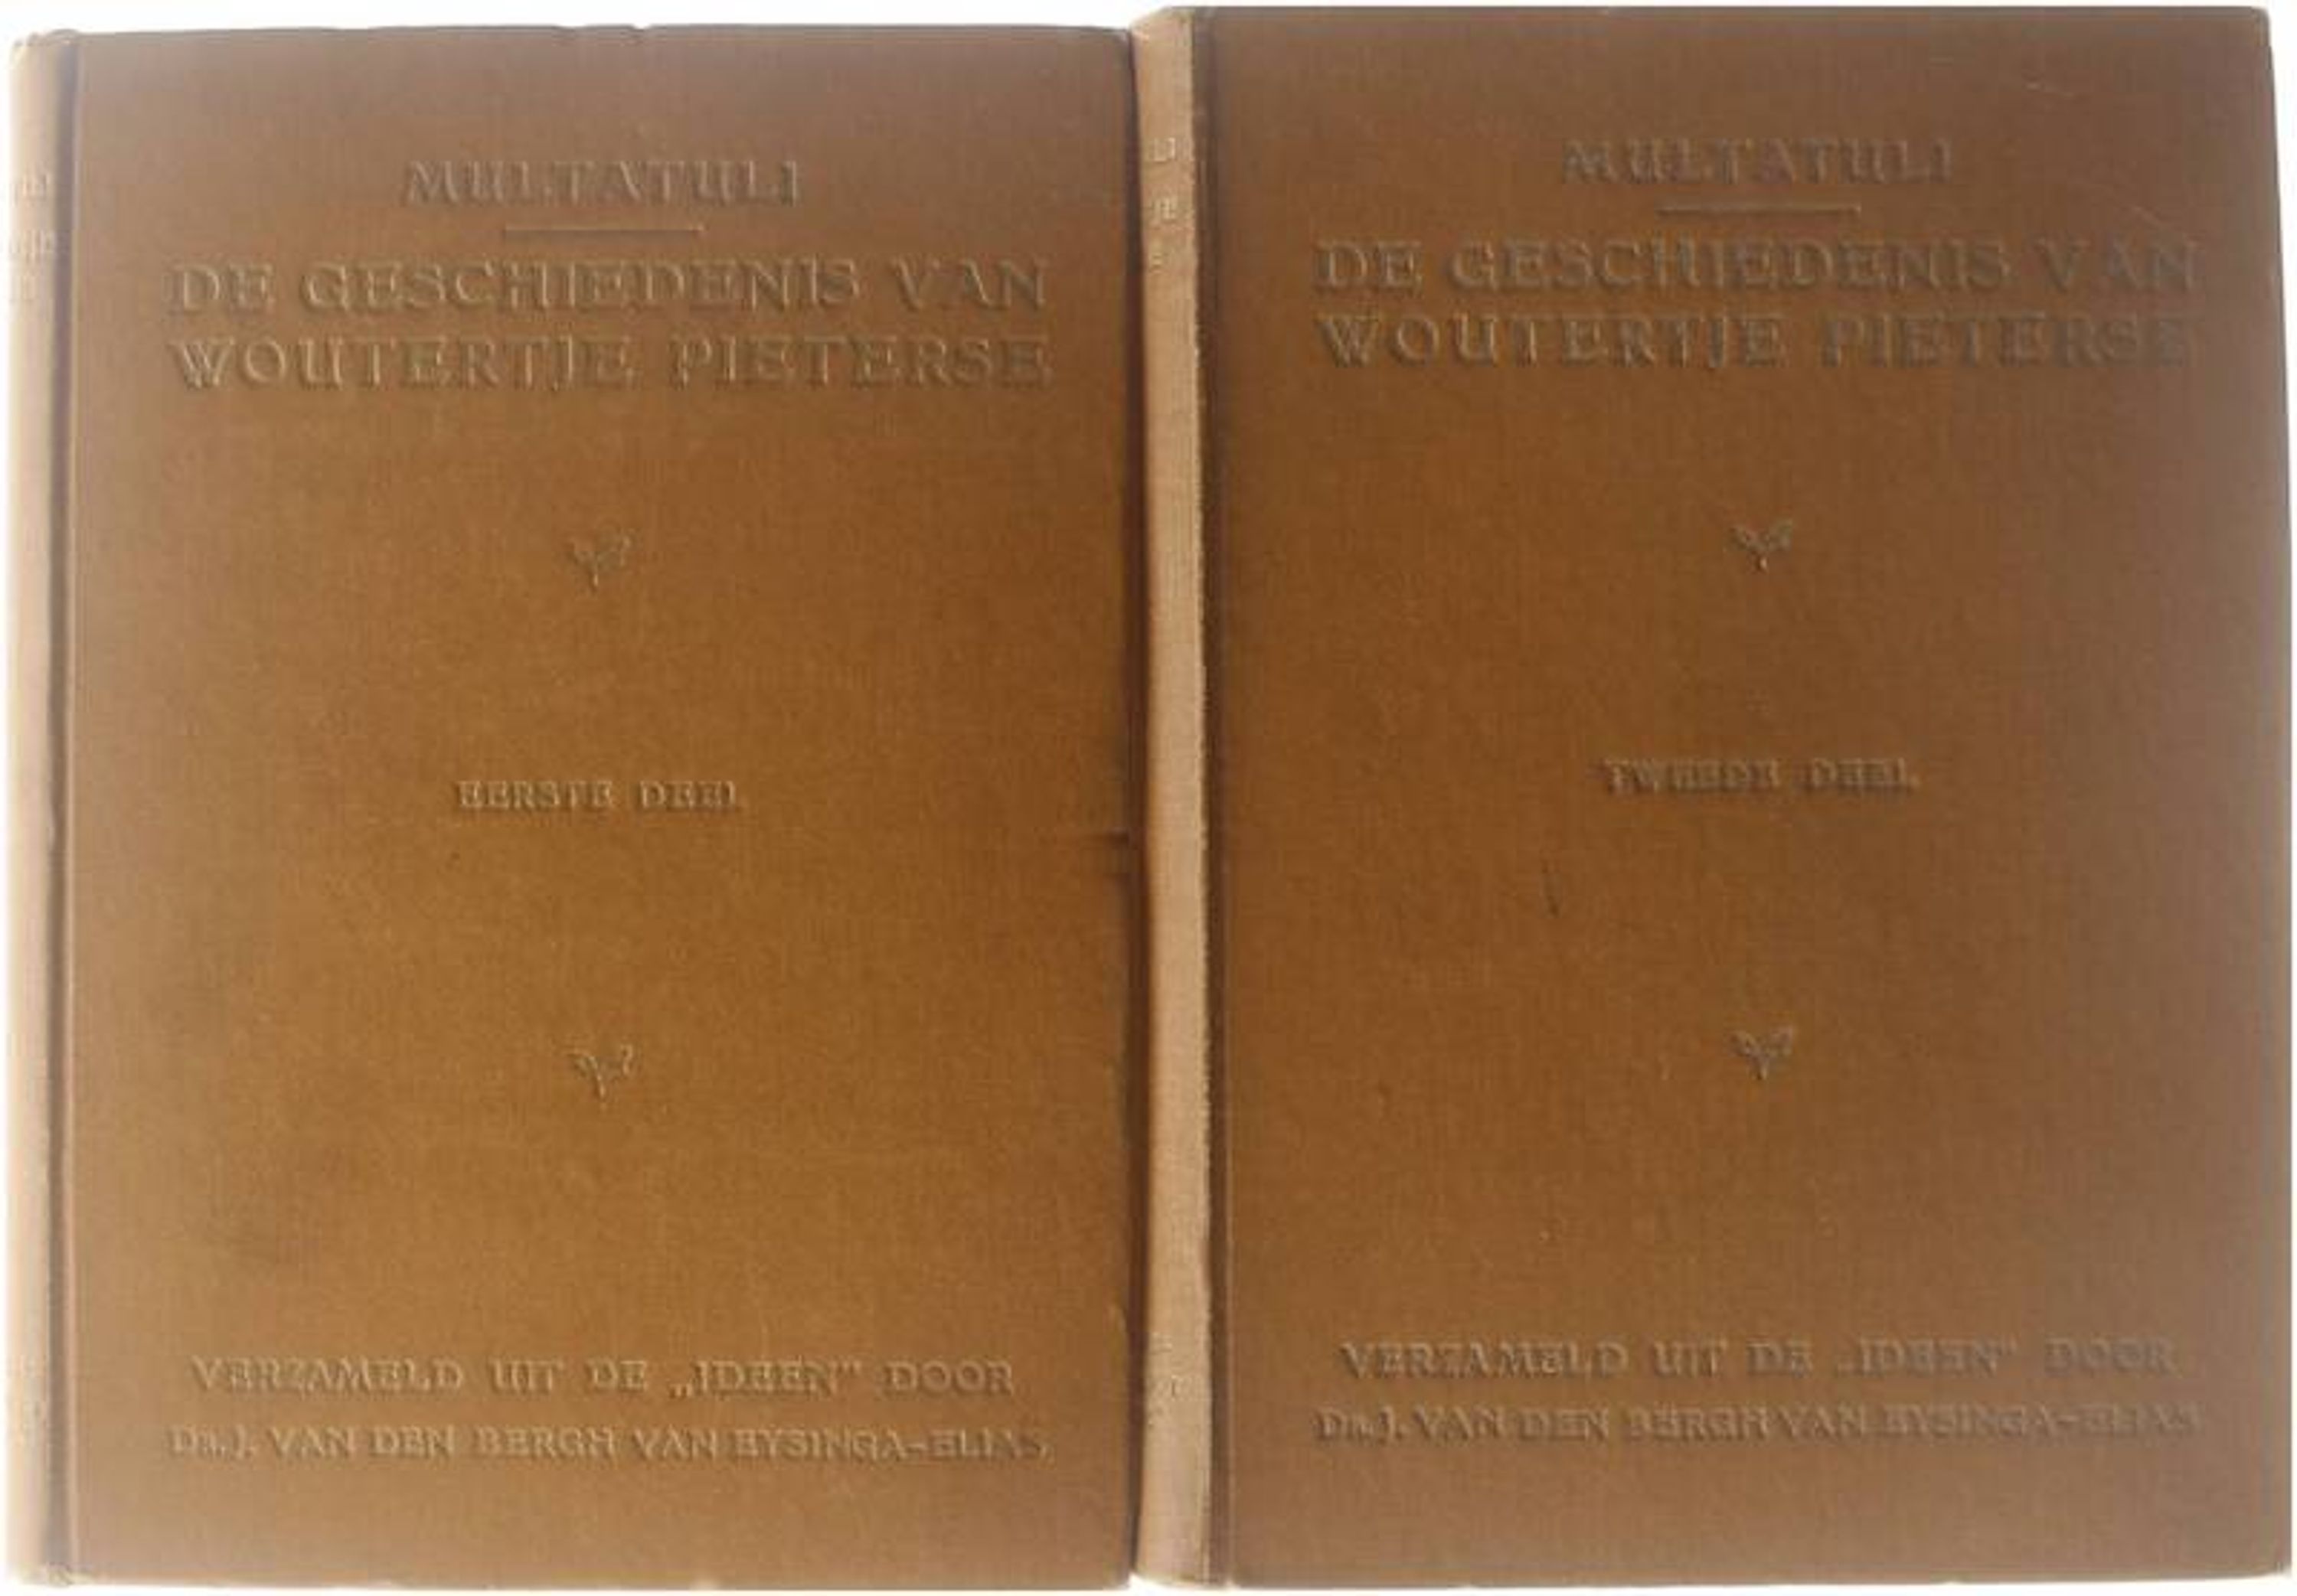 MULTATULI
DE GESCHIEDENIS VAN
WOUTERTJE PIETERSE
EERSTE DEEL
VERZAMELD UIT DE „IDEËN” DOOR
DR. J. VAN DEN BERGH VAN EYSINGA-ELIAS
MULTATULI
DE GESCHIEDENIS VAN
WOUTERTJE PIETERSE
TWEEDE DEEL
VERZAMELD UIT DE „IDEËN” DOOR
DR. J. VAN DEN BERGH VAN EYSINGA-ELIAS